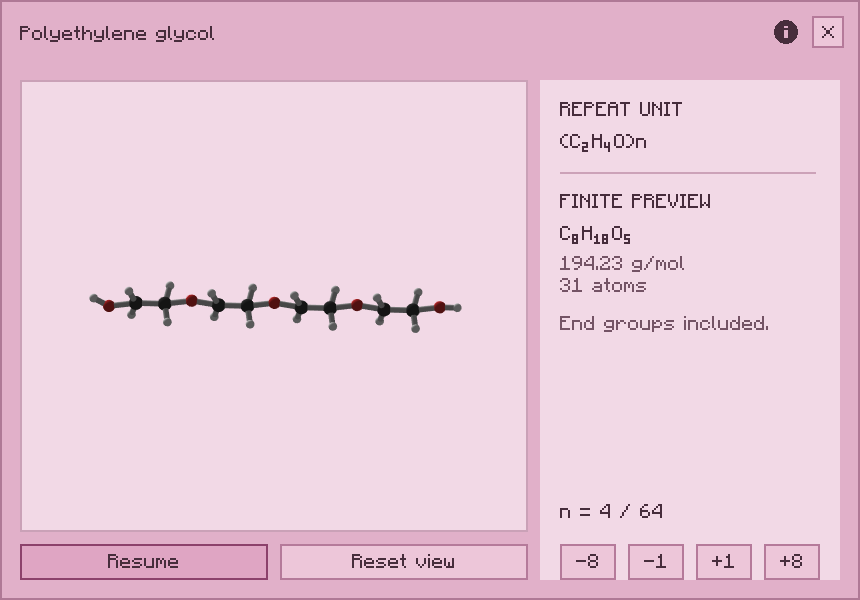 Polyethylene glycol
REPEAT UNIT
(C₂H₄O)n
FINITE PREVIEW
C₈H₁₈O₅
194.23 g/mol
31 atoms
End groups included.
n = 4 / 64
Resume
Reset view
-8
-1
+1
+8